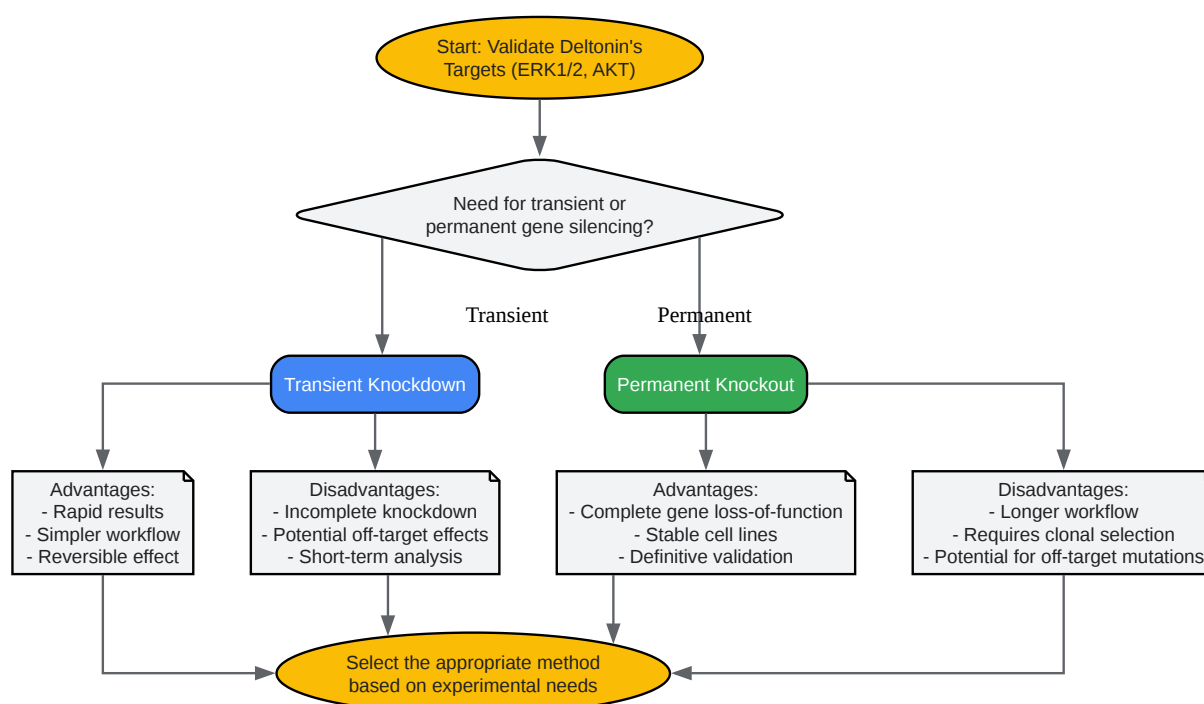 Start: Validate Deltonin's
Targets (ERK1/2, AKT)
Need for transient or
permanent gene silencing?
Transient
Permanent
Transient Knockdown
Permanent Knockout
Advantages:
- Rapid results
- Simpler workflow
- Reversible effect
Disadvantages:
- Incomplete knockdown
- Potential off-target effects
- Short-term analysis
Advantages:
- Complete gene loss-of-function
- Stable cell lines
- Definitive validation
Disadvantages:
- Longer workflow
- Requires clonal selection
- Potential for off-target mutations
Select the appropriate method
based on experimental needs